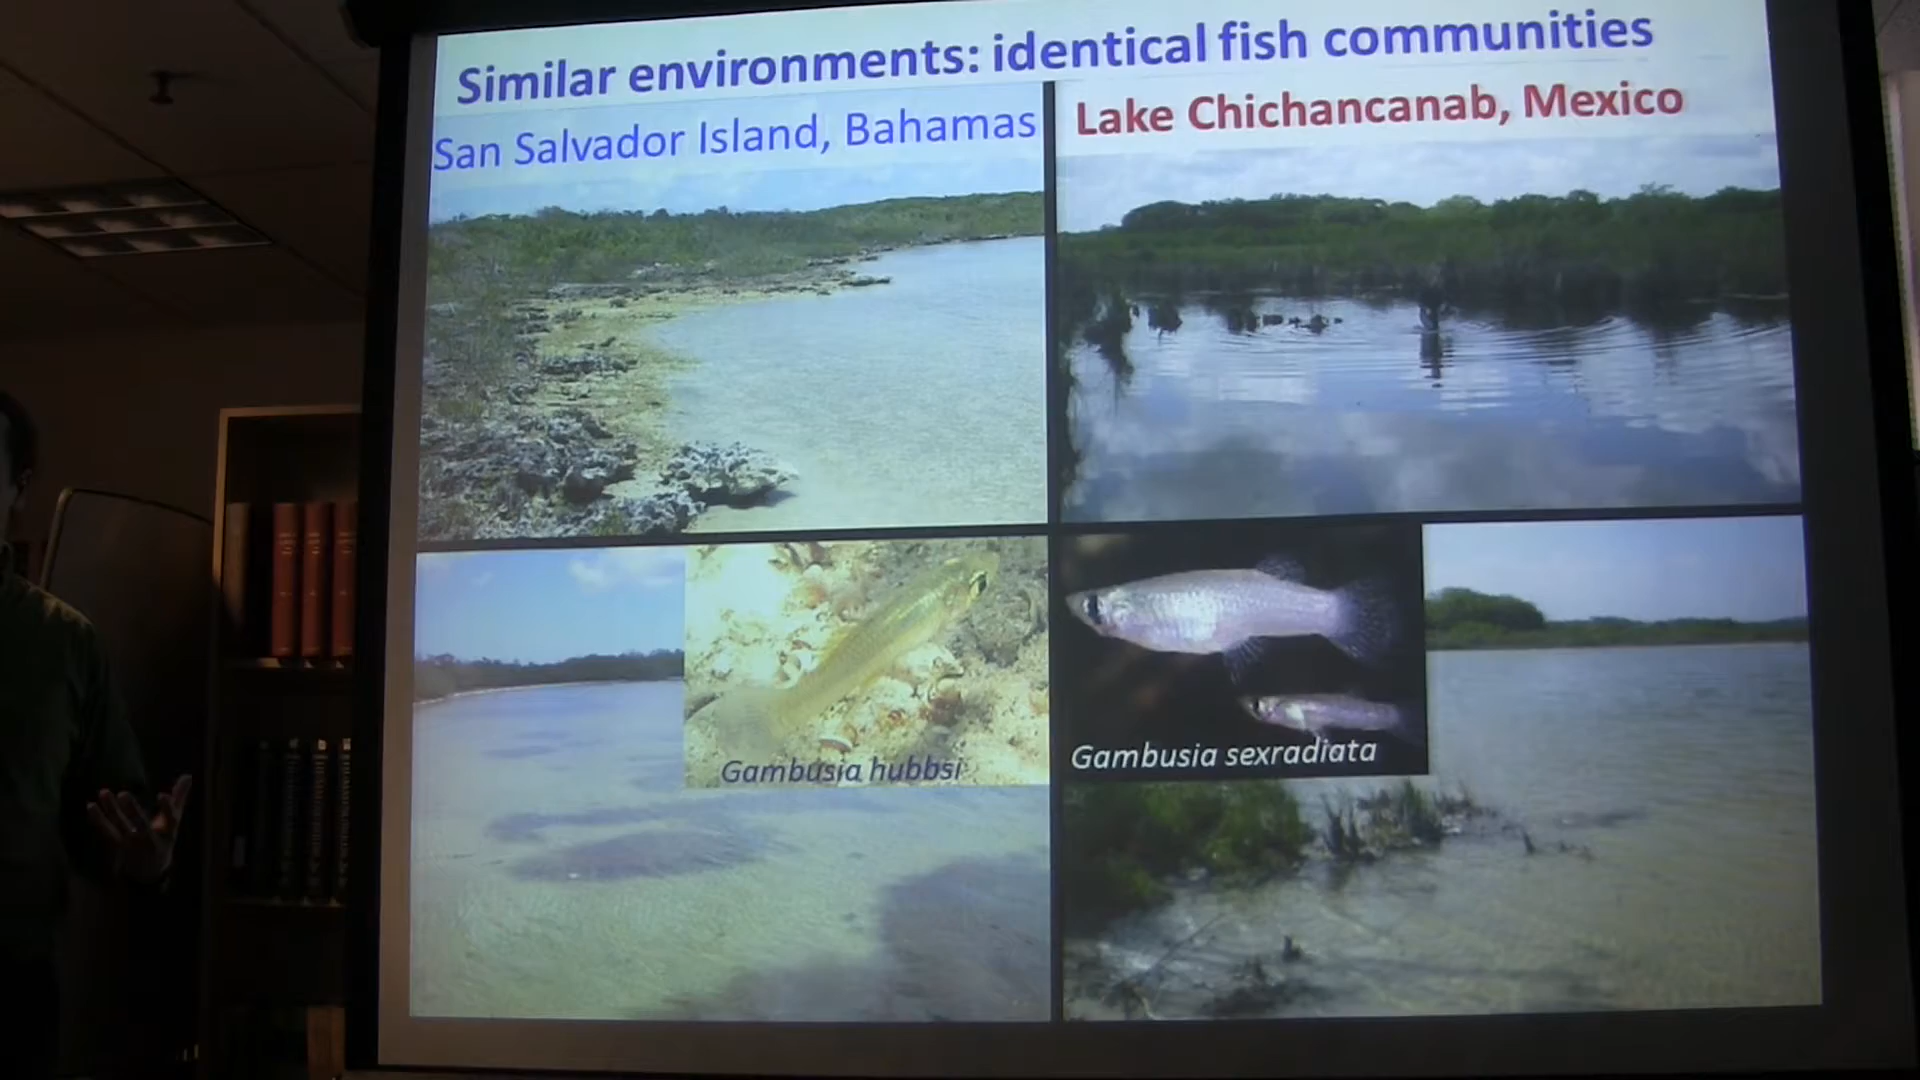 Similar environments: identical fish communities
San Salvador Island, Bahamas
Lake Chichancanab, Mexico
Gambusia hubbsi
Gambusia sexradiata